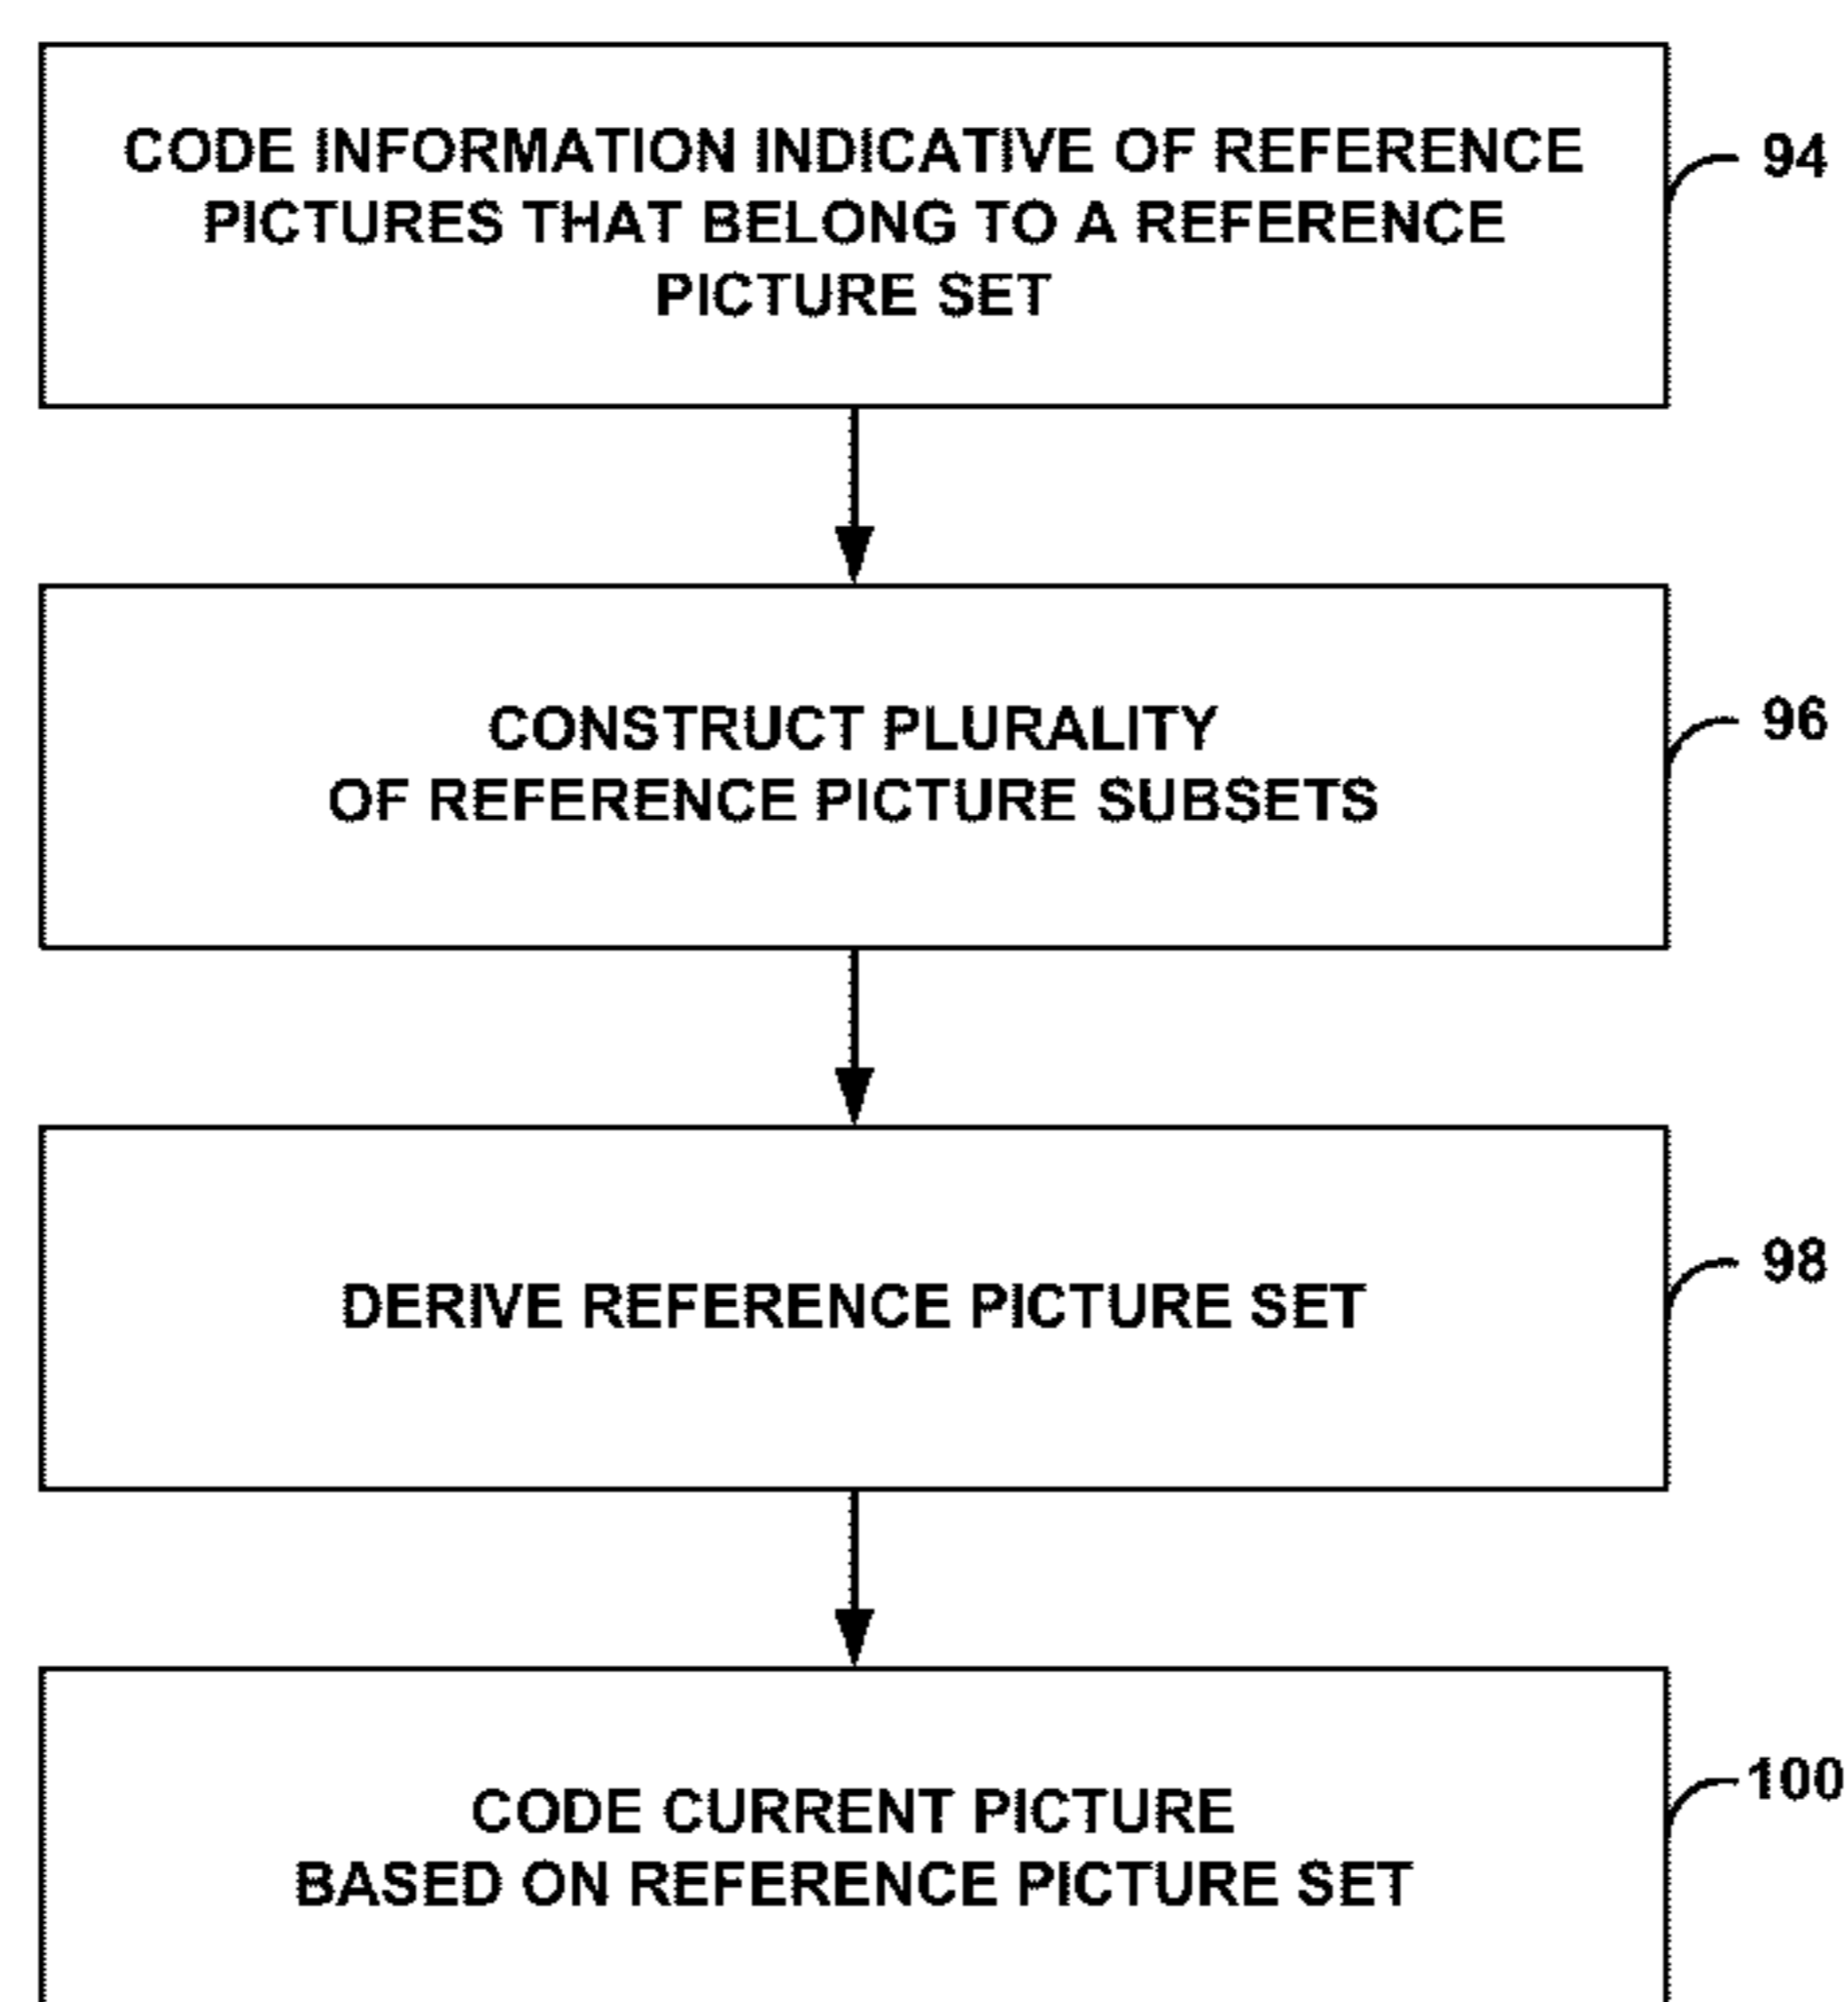 CODE INFORMATION INDICATIVE OF REFERENCE
PICTURES THAT BELONG TO A REFERENCE
PICTURE SET
94
CONSTRUCT PLURALITY
OF REFERENCE PICTURE SUBSETS
96
DERIVE REFERENCE PICTURE SET
98
CODE CURRENT PICTURE
BASED ON REFERENCE PICTURE SET
100